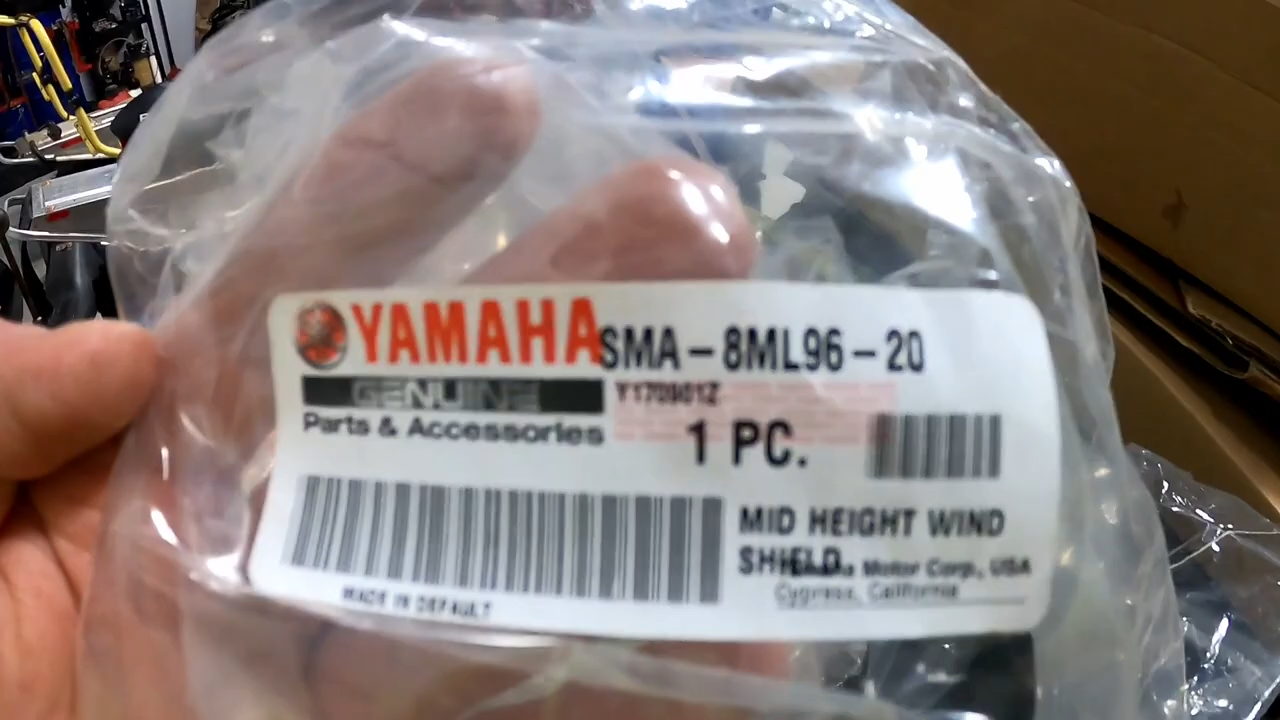 YAMAHA SMA-8ML96-20
GENUINE Y170901Z
Parts & Accessories 1 PC.
MID HEIGHT WIND
SHIELD Motor Corp., USA
Cypress, California
MADE IN DEFAULT